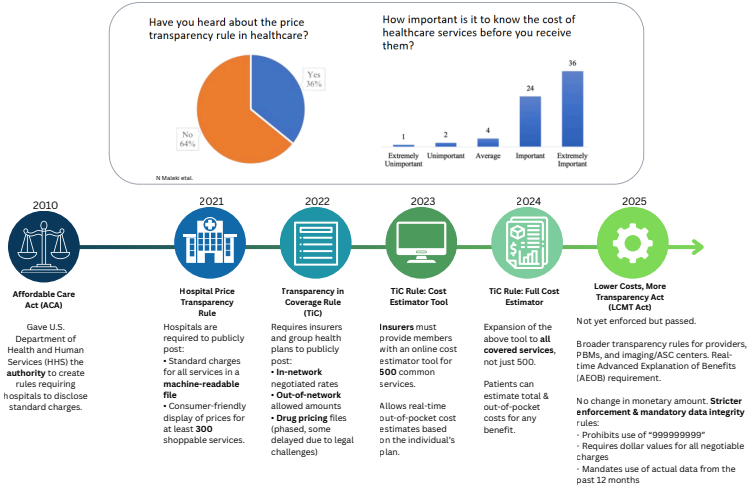 Have you heard about the price
transparency rule in healthcare?
Yes
36%
No
64%
N Maleki etal.
How important is it to know the cost of
healthcare services before you receive
them?
1
2
4
24
36
Extremely
Unimportant
Unimportant
Average
Important
Extremely
Important
2010
Affordable Care
Act (ACA)
Gave U.S.
Department of
Health and Human
Services (HHS) the
authority to create
rules requiring
hospitals to disclose
standard charges.
2021
Hospital Price
Transparency
Rule
Hospitals are
required to publicly
post:
• Standard charges
for all services in a
machine-readable
file
• Consumer-friendly
display of prices for
at least 300
shoppable services.
2022
Transparency in
Coverage Rule
(TiC)
Requires insurers
and group health
plans to publicly
post:
• In-network
negotiated rates
• Out-of-network
allowed amounts
• Drug pricing files
(phased, some
delayed due to legal
challenges)
2023
TiC Rule: Cost
Estimator Tool
Insurers must
provide members
with an online cost
estimator tool for
500 common
services.
Allows real-time
out-of-pocket cost
estimates based
on the individual's
plan.
2024
TiC Rule: Full Cost
Estimator
Expansion of the
above tool to all
covered services,
not just 500.
Patients can
estimate total &
out-of-pocket
costs for any
benefit.
2025
Lower Costs, More
Transparency Act
(LCMT Act)
Not yet enforced but passed.
Broader transparency rules for providers,
PBMs, and imaging/ASC centers. Real-
time Advanced Explanation of Benefits
(AEOB) requirement.
No change in monetary amount. Stricter
enforcement & mandatory data integrity
rules:
- Prohibits use of "999999999"
- Requires dollar values for all negotiable
charges
- Mandates use of actual data from the
past 12 months